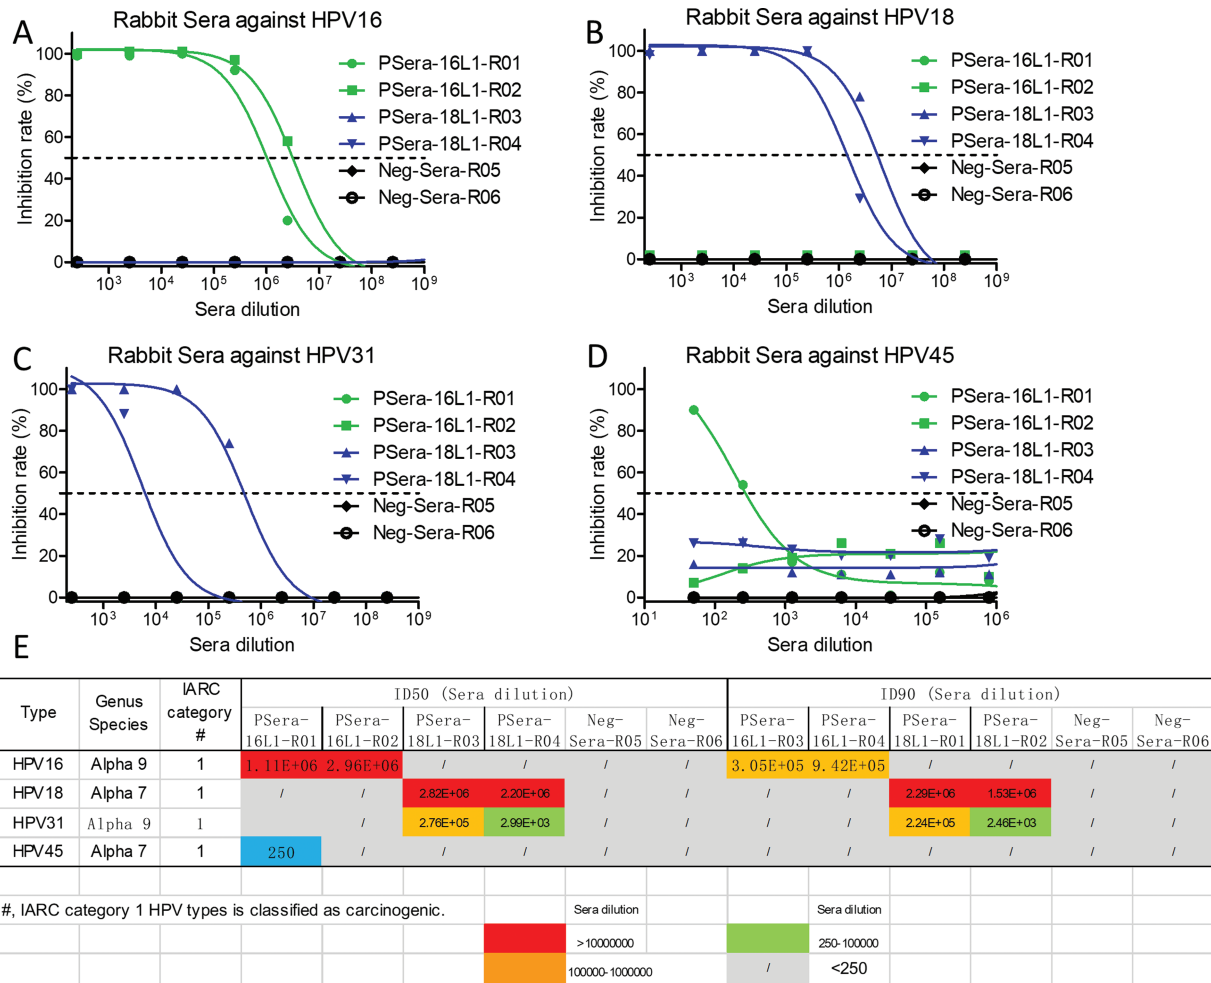 A
Rabbit Sera against HPV16
Inhibition rate (%)
100
80
60
40
20
0
PSera-16L1-R01
PSera-16L1-R02
PSera-18L1-R03
PSera-18L1-R04
Neg-Sera-R05
Neg-Sera-R06
10³ 10⁴ 10⁵ 10⁶ 10⁷ 10⁸ 10⁹
Sera dilution
B
Rabbit Sera against HPV18
Inhibition rate (%)
100
80
60
40
20
0
PSera-16L1-R01
PSera-16L1-R02
PSera-18L1-R03
PSera-18L1-R04
Neg-Sera-R05
Neg-Sera-R06
10³ 10⁴ 10⁵ 10⁶ 10⁷ 10⁸ 10⁹
Sera dilution
C
Rabbit Sera against HPV31
Inhibition rate (%)
100
80
60
40
20
0
PSera-16L1-R01
PSera-16L1-R02
PSera-18L1-R03
PSera-18L1-R04
Neg-Sera-R05
Neg-Sera-R06
10³ 10⁴ 10⁵ 10⁶ 10⁷ 10⁸ 10⁹
Sera dilution
D
Rabbit Sera against HPV45
Inhibition rate (%)
100
80
60
40
20
0
PSera-16L1-R01
PSera-16L1-R02
PSera-18L1-R03
PSera-18L1-R04
Neg-Sera-R05
Neg-Sera-R06
10¹ 10² 10³ 10⁴ 10⁵ 10⁶
Sera dilution
E
Type Genus Species IARC category # ID50 (Sera dilution) ID90 (Sera dilution)
PSera-16L1-R01 PSera-16L1-R02 PSera-18L1-R03 PSera-18L1-R04 Neg-Sera-R05 Neg-Sera-R06 PSera-16L1-R03 PSera-16L1-R04 PSera-18L1-R01 PSera-18L1-R02 Neg-Sera-R05 Neg-Sera-R06
HPV16 Alpha 9 1 1.11E+06 2.96E+06 / / / / 3.05E+05 9.42E+05 / / / /
HPV18 Alpha 7 1 / / 2.82E+06 2.20E+06 / / / / 2.29E+06 1.53E+06 / /
HPV31 Alpha 9 1 / 2.76E+05 2.99E+03 / / / / 2.24E+05 2.46E+03 / /
HPV45 Alpha 7 1 250 / / / / / / / / / / /
#, IARC category 1 HPV types is classified as carcinogenic. Sera dilution Sera dilution
>10000000 250-100000
100000-1000000 / <250